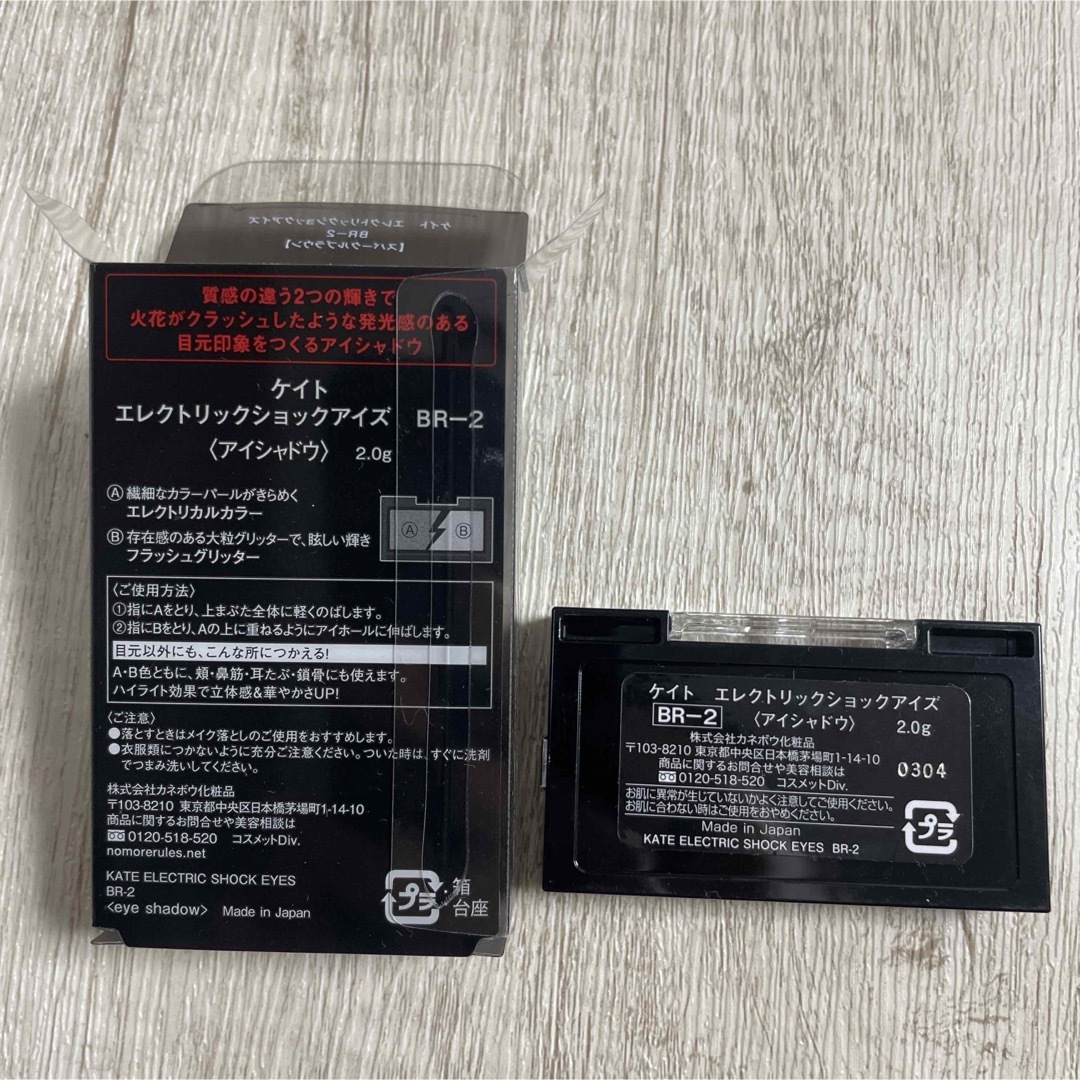 ケイト エレクトリックショックアイズ
BR-2
【スパークルブラウン】
質感の違う2つの輝きで
火花がクラッシュしたような発光感のある
目元印象をつくるアイシャドウ
ケイト
エレクトリックショックアイズ BR-2
〈アイシャドウ〉 2.0g
Ⓐ 繊細なカラーパールがきらめく
エレクトリカルカラー
Ⓑ 存在感のある大粒グリッターで、眩しい輝き
フラッシュグリッター
Ⓐ Ⓑ
〈ご使用方法〉
①指にAをとり、上まぶた全体に軽くのばします。
②指にBをとり、Aの上に重ねるようにアイホールに伸ばします。
目元以外にも、こんな所につかえる!
A・B色ともに、頬・鼻筋・耳たぶ・鎖骨にも使えます。
ハイライト効果で立体感&華やかさUP!
〈ご注意〉
●落とすときはメイク落としのご使用をおすすめします。
●衣服類につかないように充分ご注意ください。ついた時は、すぐに洗剤
でつまみ洗いしてください。
株式会社カネボウ化粧品
〒103-8210 東京都中央区日本橋茅場町1-14-10
商品に関するお問合せや美容相談は
0120-518-520 コスメットDiv.
nomorerules.net
KATE ELECTRIC SHOCK EYES
BR-2
<eye shadow> Made in Japan
プラ
箱
台座
ケイト エレクトリックショックアイズ
BR-2 〈アイシャドウ〉 2.0g
株式会社カネボウ化粧品
〒103-8210 東京都中央区日本橋茅場町1-14-10
商品に関するお問合せや美容相談は
0120-518-520 コスメットDiv.
0304
お肌に異常が生じていないかよく注意してご使用ください。
お肌に合わない時はご使用をおやめください。
Made in Japan
KATE ELECTRIC SHOCK EYES BR-2
プラ